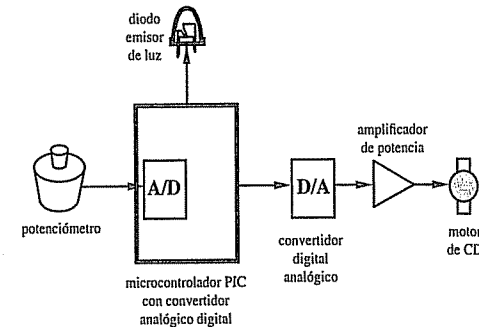 diodo
emisor
de luz
amplificador
de potencia
A/D
D/A
potenciómetro
convertidor
digital
analógico
motor
de CD
microcontrolador PIC
con convertidor
analógico digital